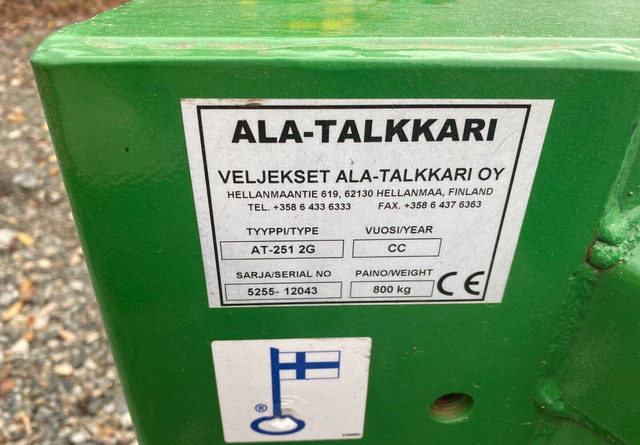 ALA-TALKKARI
VELJEKSET ALA-TALKKARI OY
HELLANMAANTIE 619, 62130 HELLANMAA, FINLAND
TEL. +358 6 433 6333 FAX. +358 6 437 6363
TYYPPI/TYPE VUOSI/YEAR
AT-251 2G CC
SARJA/SERIAL NO PAINO/WEIGHT
5255- 12043 800 kg CE
®